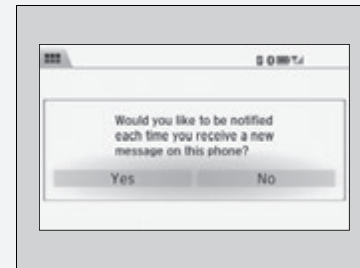 Would you like to be notified
each time you receive a new
message on this phone?
Yes No